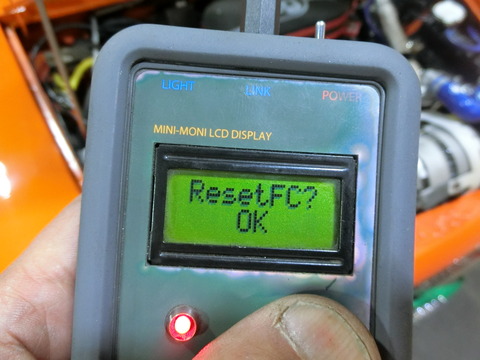 LIGHT LINK POWER
MINI-MONI LCD DISPLAY
ResetFC?
OK